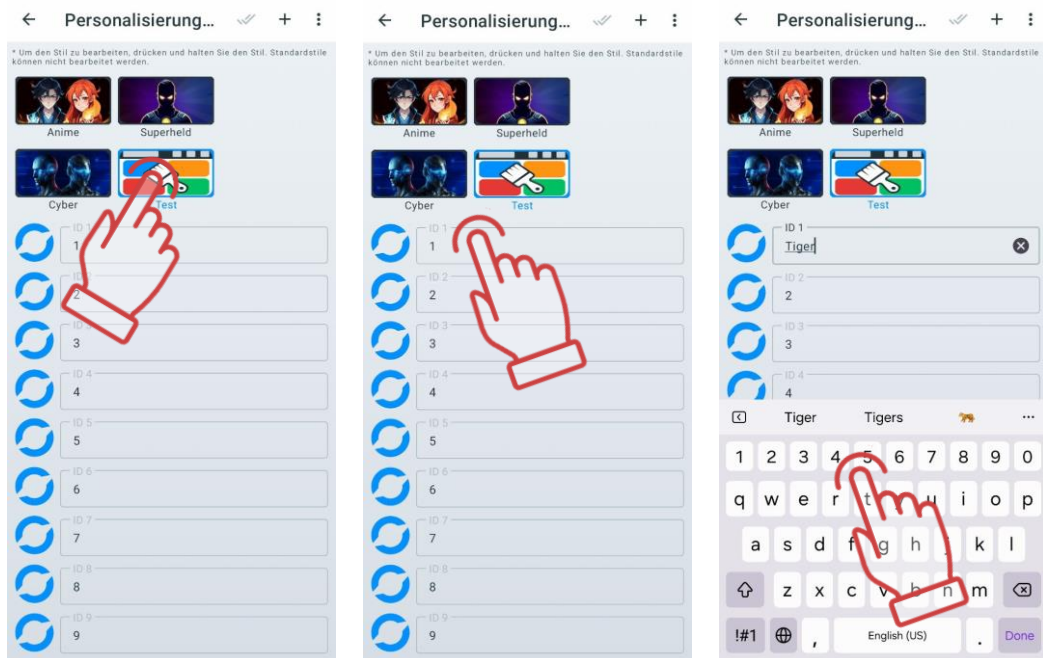 Personalisierung...
* Um den Stil zu bearbeiten, drücken und halten Sie den Stil. Standardstile
können nicht bearbeitet werden.
Anime Superheld
Cyber Test
ID 1
1
2
3
ID 4
4
ID 5
5
ID 6
6
ID 7
7
ID 8
8
ID 9
9
Personalisierung...
* Um den Stil zu bearbeiten, drücken und halten Sie den Stil. Standardstile
können nicht bearbeitet werden.
Anime Superheld
Cyber Test
ID 1
1
ID 2
2
ID 3
3
ID 4
4
ID 5
5
ID 6
6
ID 7
7
ID 8
8
ID 9
9
Personalisierung...
* Um den Stil zu bearbeiten, drücken und halten Sie den Stil. Standardstile
können nicht bearbeitet werden.
Anime Superheld
Cyber Test
ID 1
Tiger
ID 2
2
ID 3
3
ID 4
4
Tiger Tigers
1 2 3 4 5 6 7 8 9 0
q w e r t y u i o p
a s d f g h j k l
z x c v b n m
!#1 , English (US) . Done